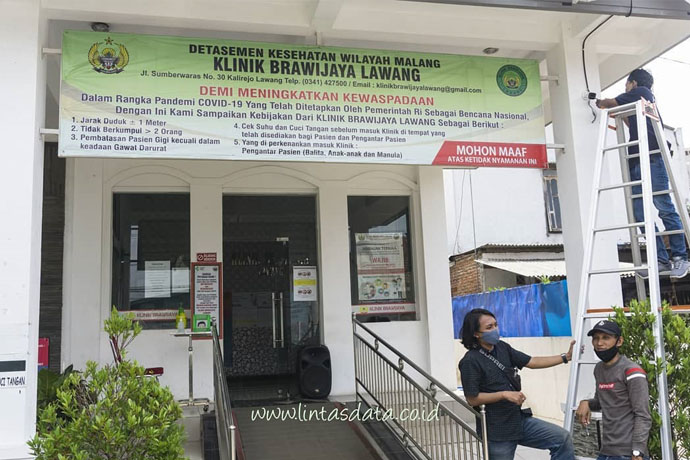 DETASEMEN KESEHATAN WILAYAH MALANG
KLINIK BRAWIJAYA LAWANG
Jl. Sumberwaras No. 30 Kalirejo Lawang Telp. (0341) 427500 / Email : klinikbrawijayalawang@gmail.com
DEMI MENINGKATKAN KEWASPADAAN
Dalam Rangka Pandemi COVID-19 Yang Telah Ditetapkan Oleh Pemerintah Ri Sebagai Bencana Nasional,
Dengan Ini Kami Sampaikan Kebijakan Dari KLINIK BRAWIJAYA LAWANG Sebagai Berikut :
1. Jarak Duduk ± 1 Meter
2. Tidak Berkumpul > 2 Orang
3. Pembatasan Pasien Gigi kecuali dalam
keadaan Gawat Darurat
4. Cek Suhu dan Cuci Tangan sebelum masuk Klinik di tempat yang
telah disediakan bagi Pasien dan Pengantar Pasien
5. Yang di perkenankan masuk Klinik :
Pengantar Pasien (Balita, Anak-anak dan Manula)
MOHON MAAF
ATAS KETIDAK NYAMANAN INI
KLINIK BRAWIJAYA
UCI TANGAN
www.lintasdata.co.id